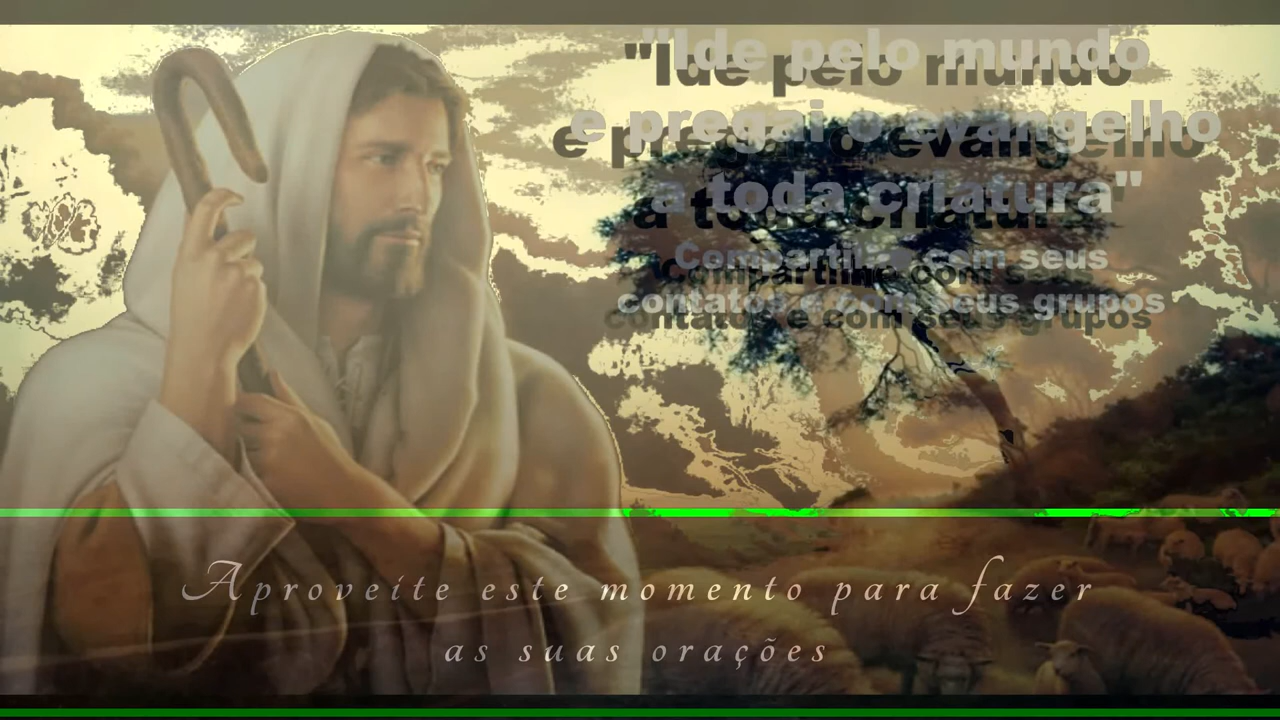 "Ide pelo mundo
e pregai o evangelho
a toda criatura"
Compartilhe com seus
contatos e com seus grupos
Aproveite este momento para fazer
as suas orações